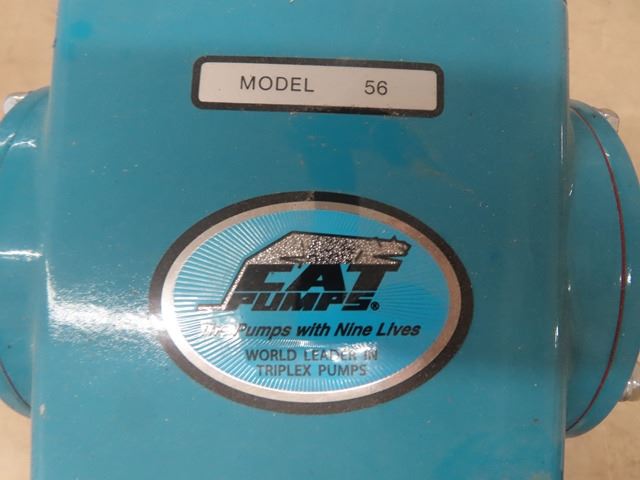 MODEL 56
CAT
PUMPS®
The Pumps with Nine Lives
WORLD LEADER IN
TRIPLEX PUMPS